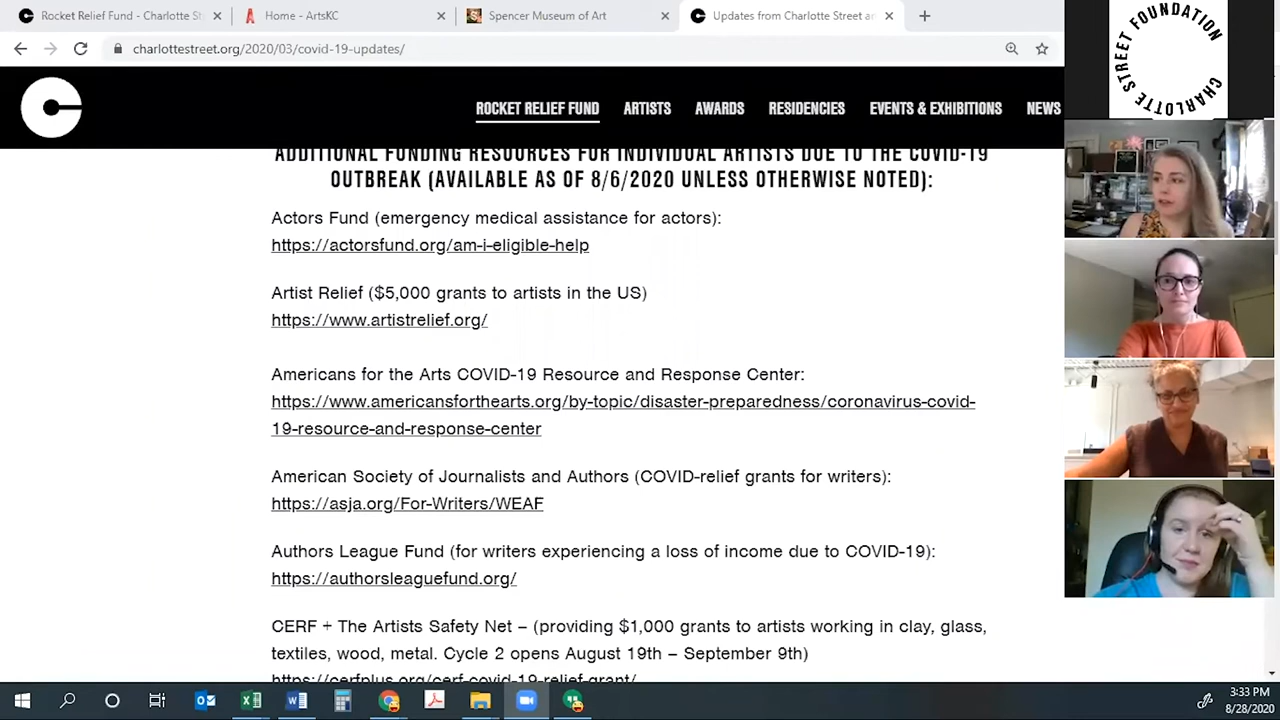 Rocket Relief Fund - Charlotte St
Home - ArtsKC
Spencer Museum of Art
Updates from Charlotte Street an
charlottestreet.org/2020/03/covid-19-updates/
STREET FOUNDATION
CHARLOTTE
ROCKET RELIEF FUND
ARTISTS
AWARDS
RESIDENCIES
EVENTS & EXHIBITIONS
NEWS
ADDITIONAL FUNDING RESOURCES FOR INDIVIDUAL ARTISTS DUE TO THE COVID-19
OUTBREAK (AVAILABLE AS OF 8/6/2020 UNLESS OTHERWISE NOTED):
Actors Fund (emergency medical assistance for actors):
https://actorsfund.org/am-i-eligible-help
Artist Relief ($5,000 grants to artists in the US)
https://www.artistrelief.org/
Americans for the Arts COVID-19 Resource and Response Center:
https://www.americansforthearts.org/by-topic/disaster-preparedness/coronavirus-covid-
19-resource-and-response-center
American Society of Journalists and Authors (COVID-relief grants for writers):
https://asja.org/For-Writers/WEAF
Authors League Fund (for writers experiencing a loss of income due to COVID-19):
https://authorsleaguefund.org/
CERF + The Artists Safety Net – (providing $1,000 grants to artists working in clay, glass,
textiles, wood, metal. Cycle 2 opens August 19th – September 9th)
https://cerfplus.org/cerf-covid-19-relief-grant/
3:33 PM
8/28/2020